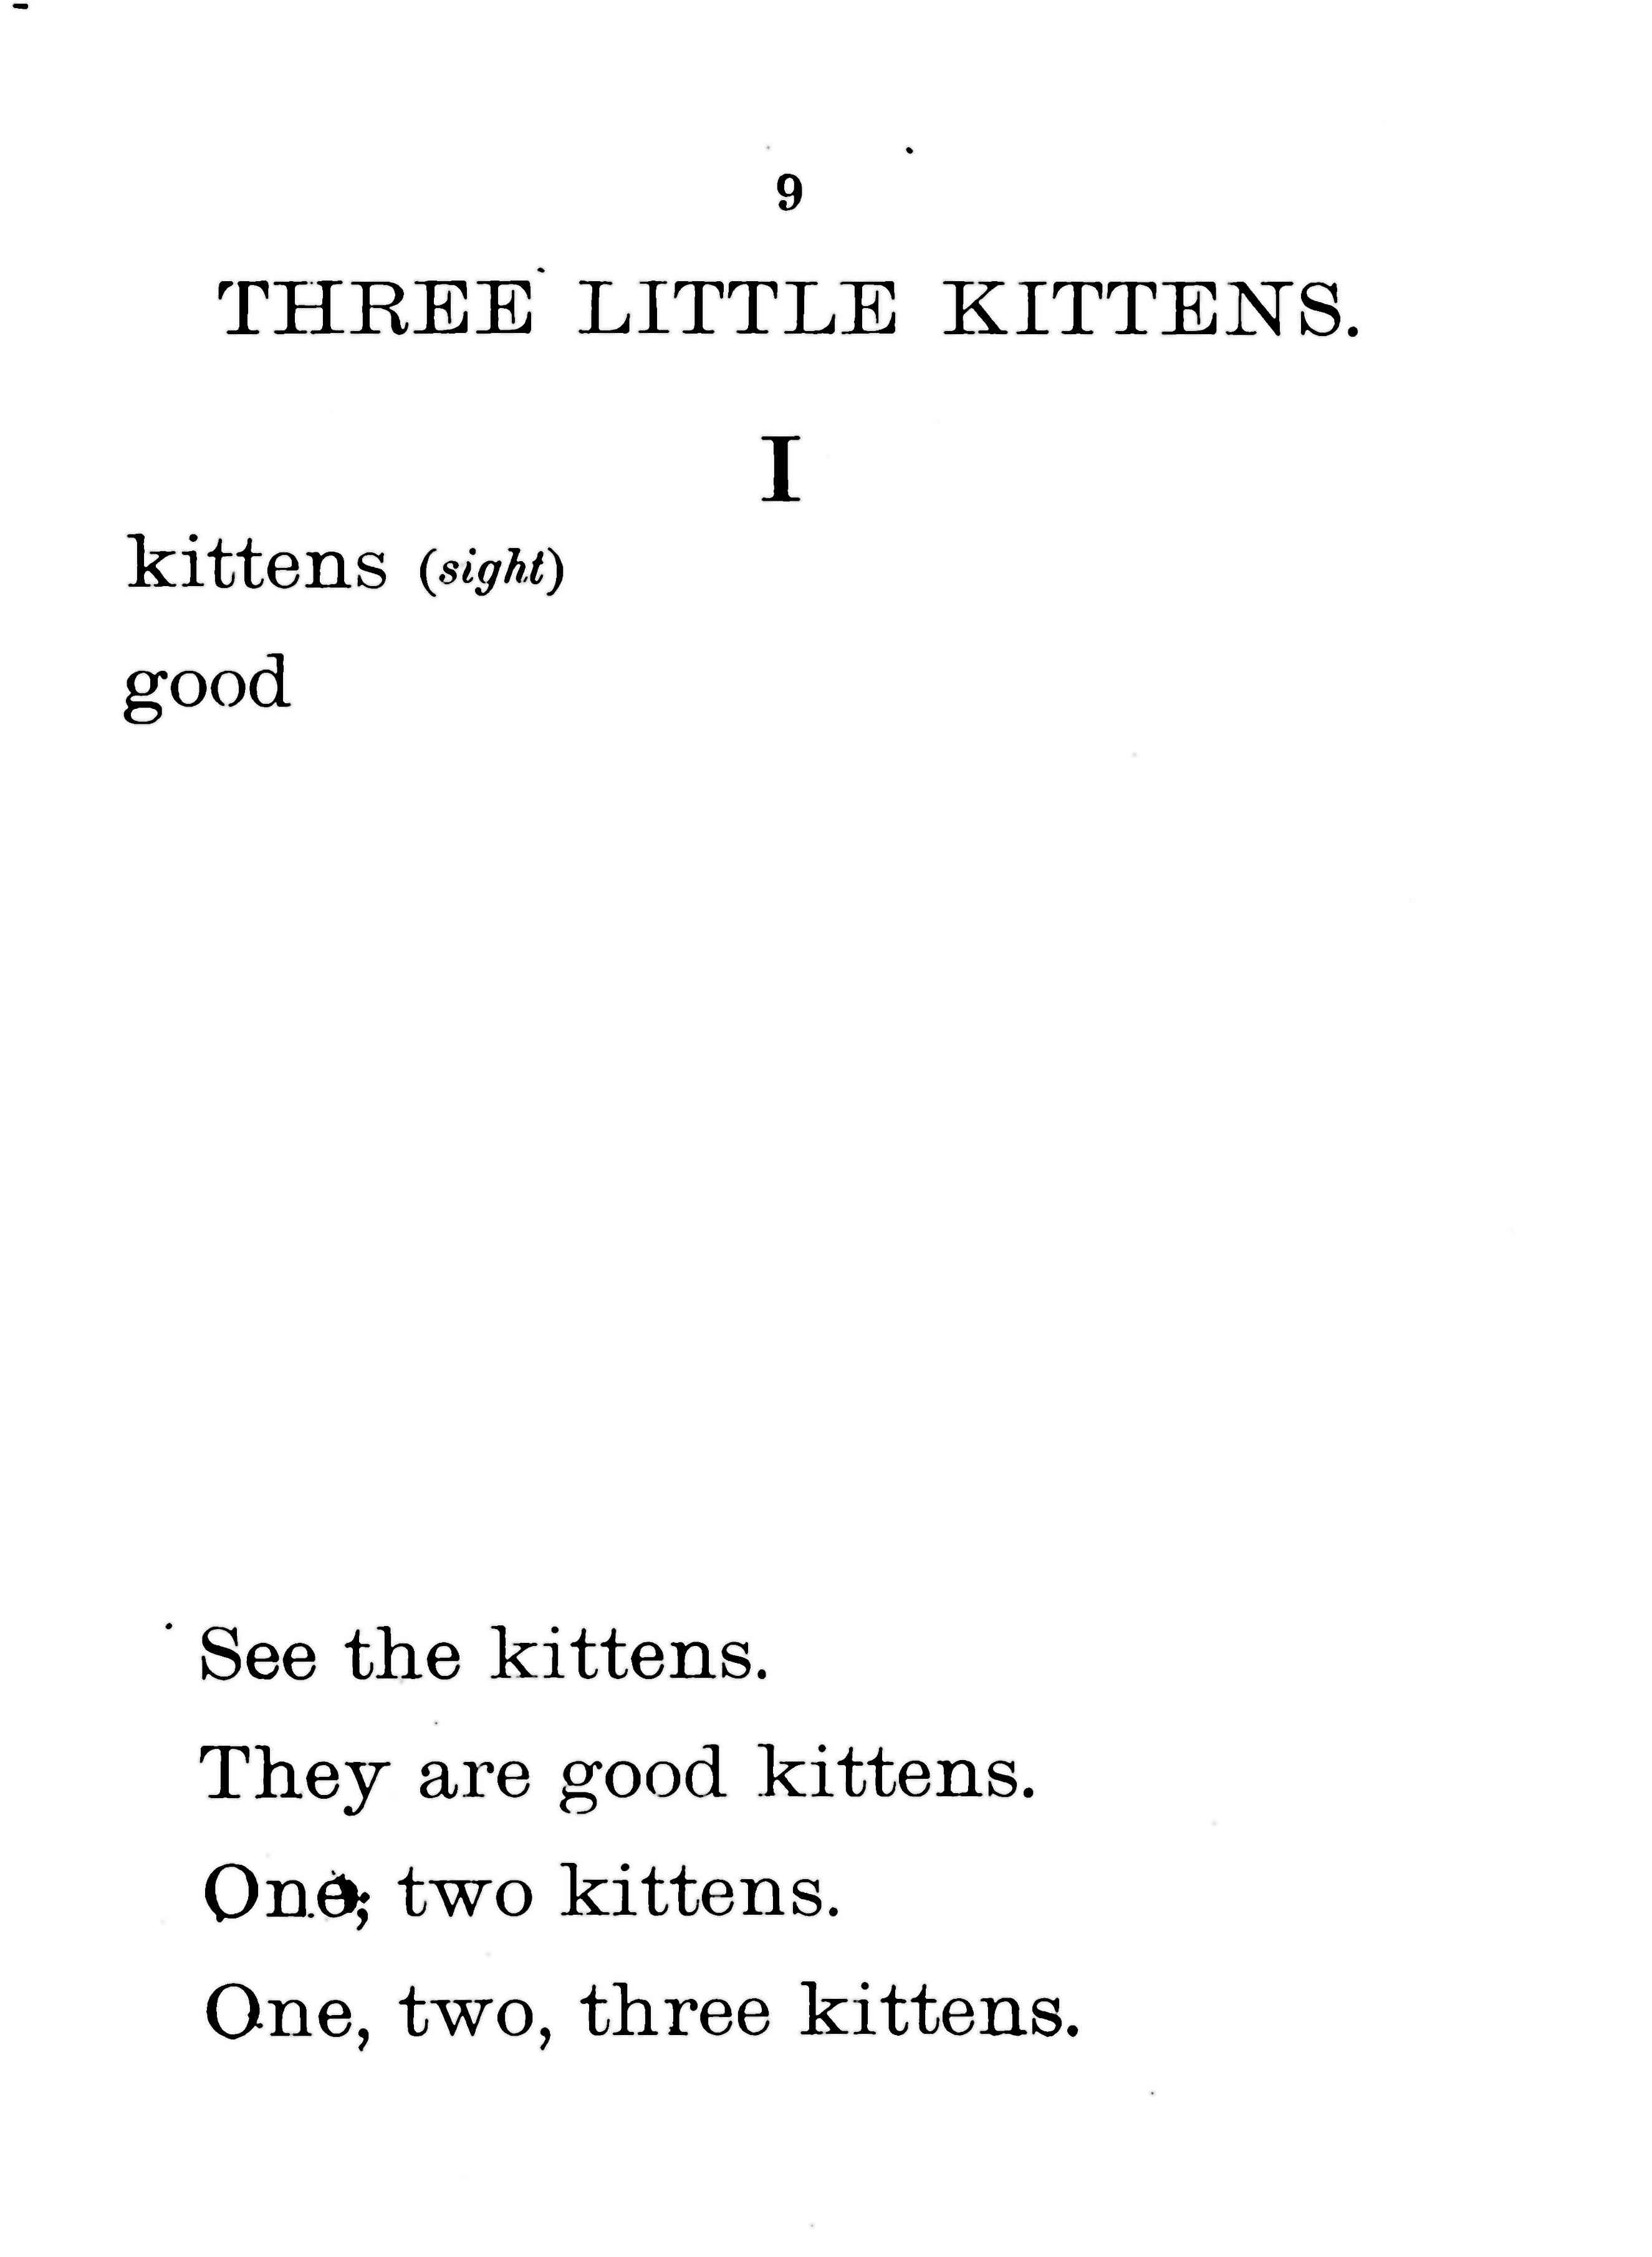 9
THREE LITTLE KITTENS.
I
kittens (sight)
good
See the kittens.
They are good kittens.
One, two kittens.
One, two, three kittens.